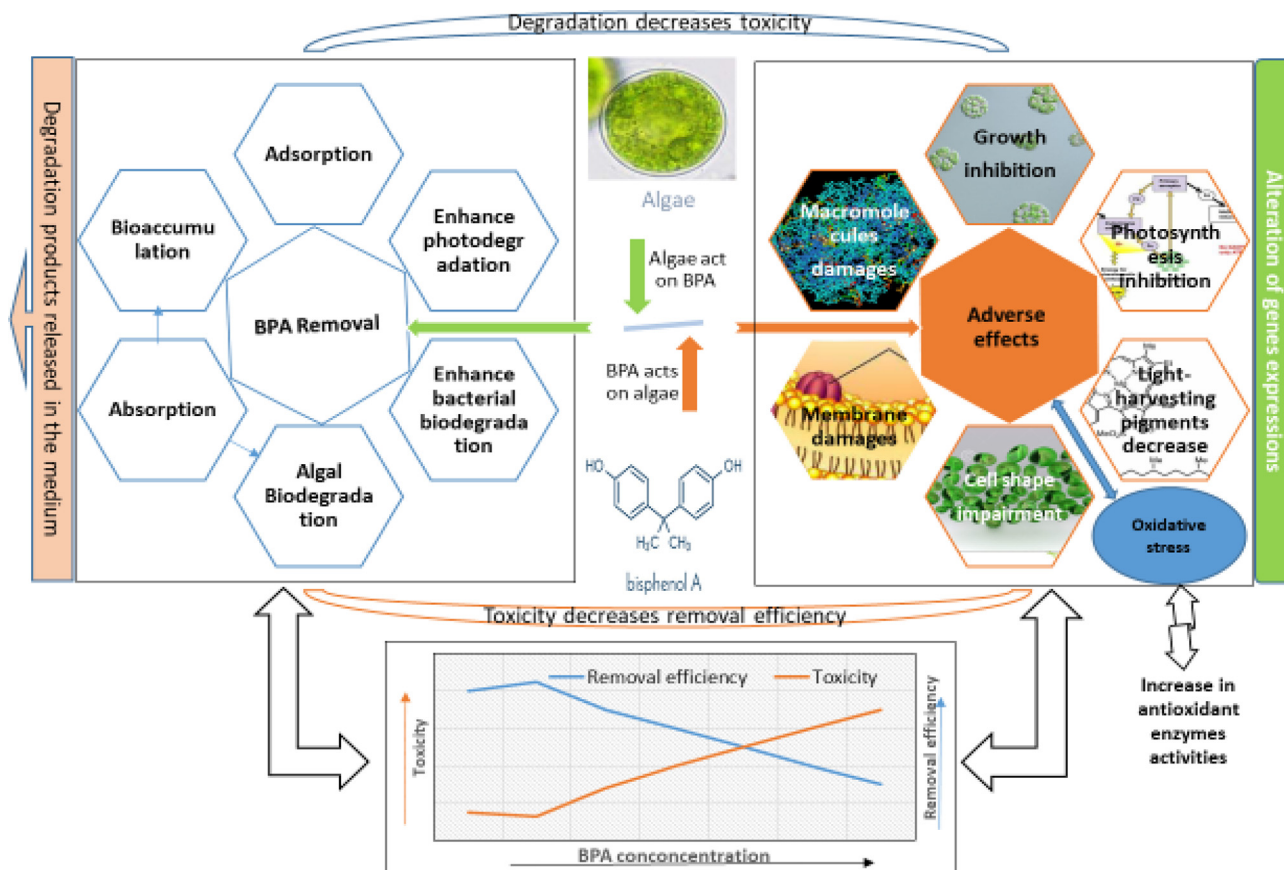 Degradation decreases toxicity
Degradation products released in the medium
Adsorption
Bioaccumu
lation
Enhance
photodegr
adation
BPA Removal
Absorption
Enhance
bacterial
biodegrada
tion
Algal
Biodegrada
tion
Algae
Algae act
on BPA
BPA acts
on algae
HO
OH
H₃C
CH₃
bisphenol A
Growth
inhibition
Macromole
cules
damages
Photosynth
esis
inhibition
Adverse
effects
Membrane
damages
Light-
harvesting
pigments
decrease
Cell shape
impairment
Oxidative
stress
Alteration of genes expressions
Toxicity decreases removal efficiency
Removal efficiency
Toxicity
Toxicity
Removal efficiency
BPA conconcentration
Increase in
antioxidant
enzymes
activities